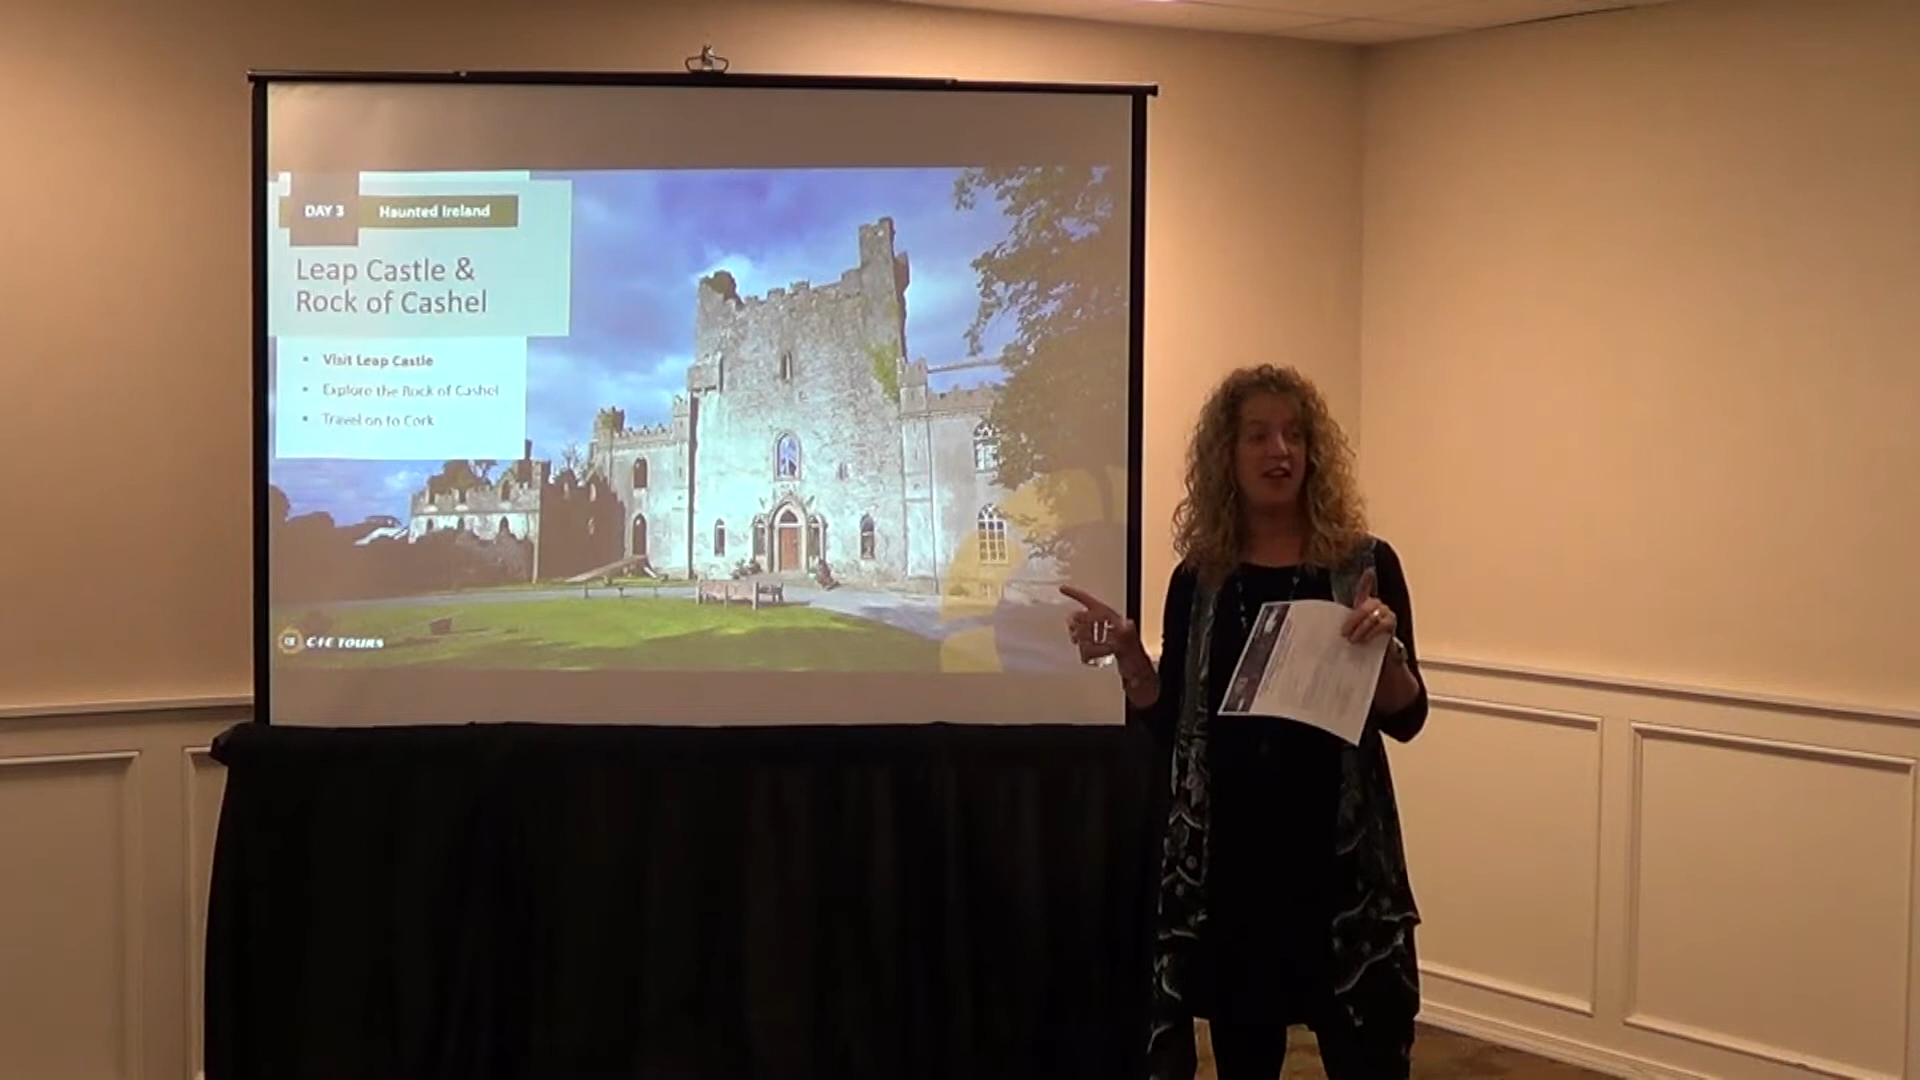 DAY 3 Haunted Ireland
Leap Castle &
Rock of Cashel
• Visit Leap Castle
• Explore the Rock of Cashel
• Travel on to Cork
CIE TOURS